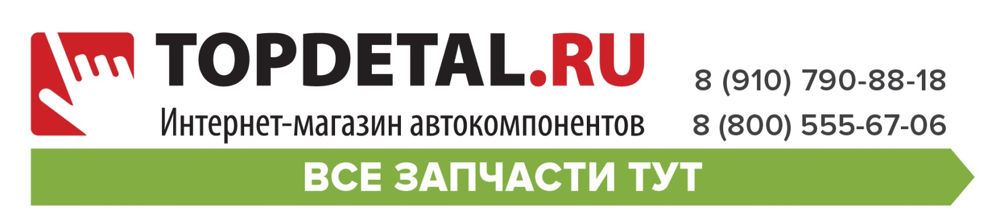 TOPDETAL.RU
Интернет-магазин автокомпонентов
8 (910) 790-88-18
8 (800) 555-67-06
ВСЕ ЗАПЧАСТИ ТУТ